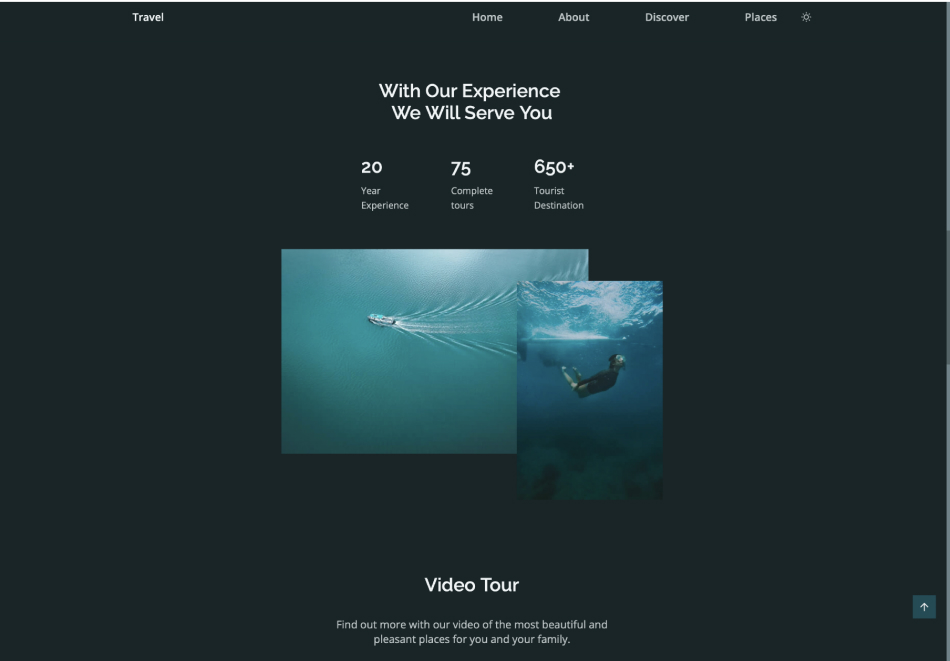 Travel
Home
About
Discover
Places
With Our Experience
We Will Serve You
20
Year
Experience
75
Complete
tours
650+
Tourist
Destination
Video Tour
Find out more with our video of the most beautiful and
pleasant places for you and your family.